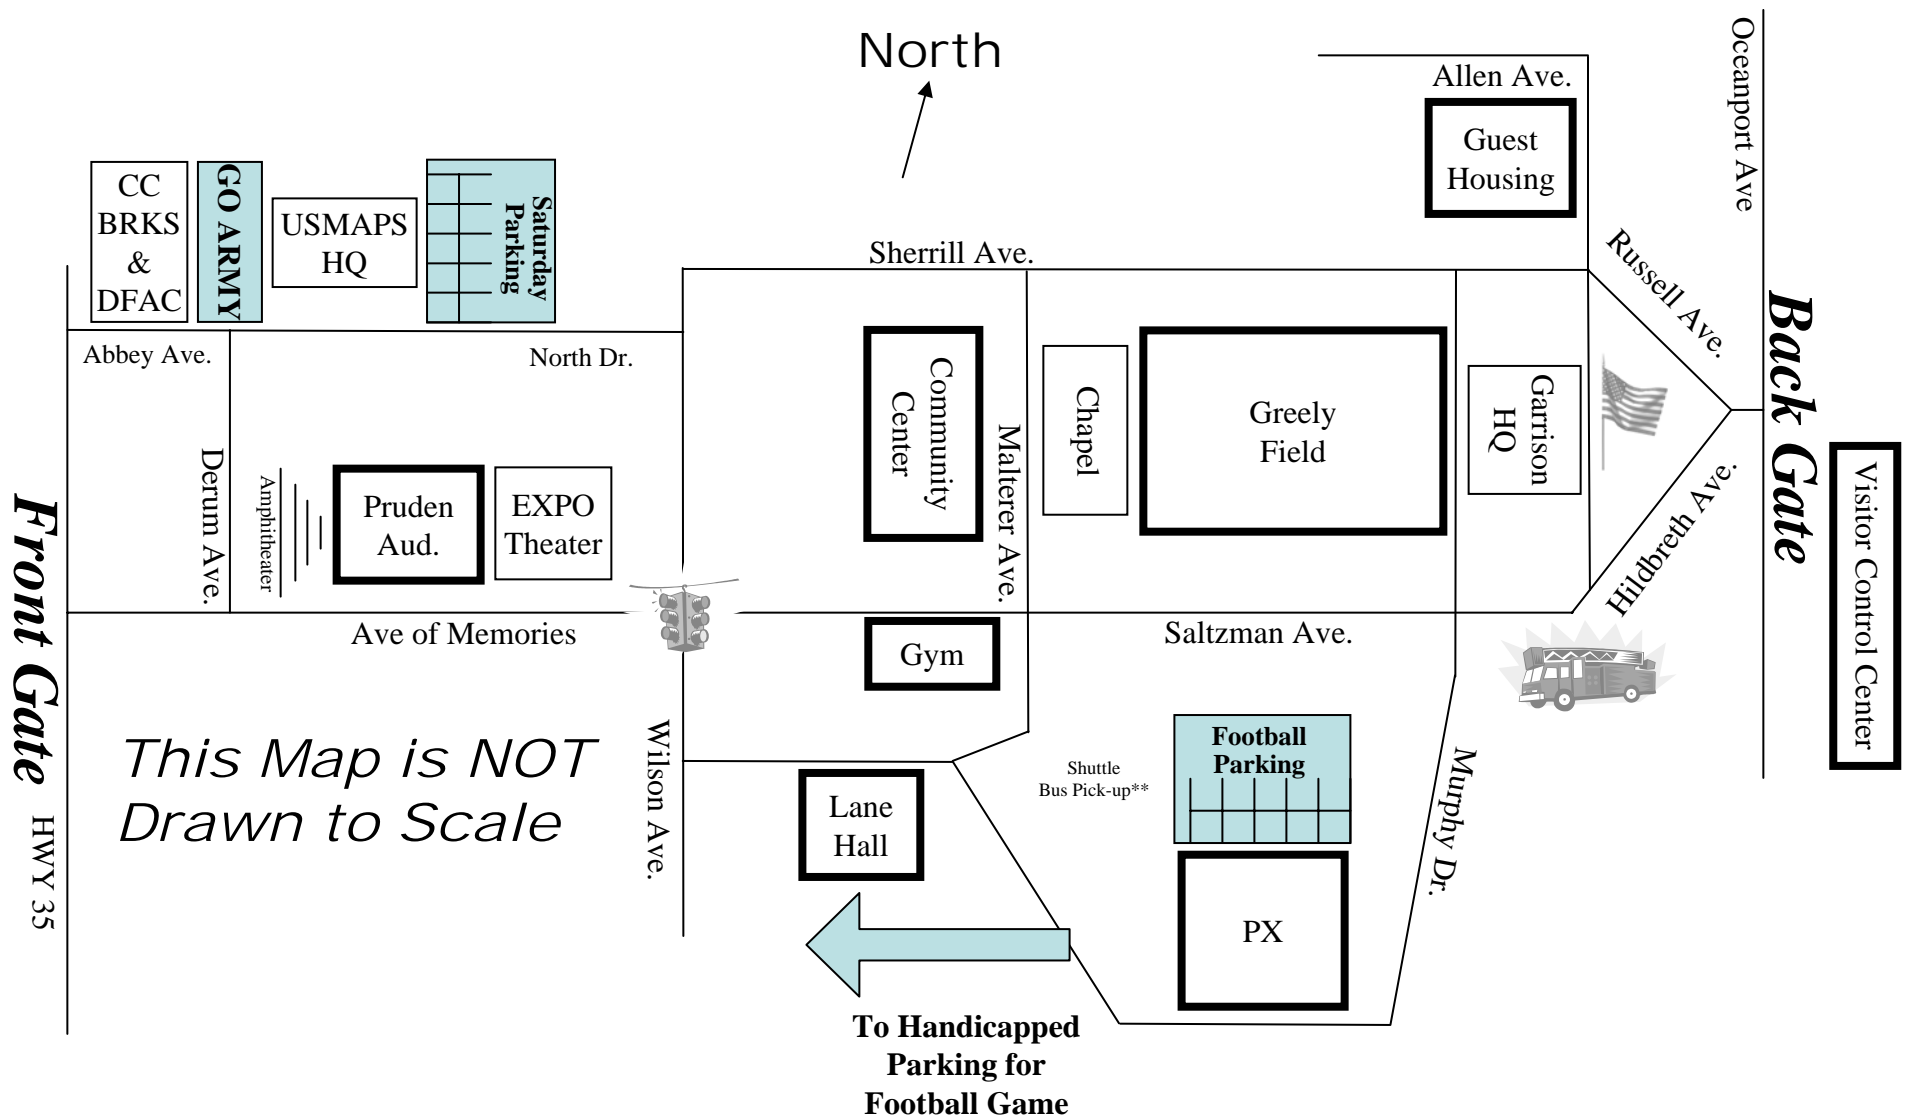 North
Allen Ave.
Oceanport Ave
Guest
Housing
CC
BRKS
&
DFAC
GO ARMY
USMAPS
HQ
Saturday
Parking
Sherrill Ave.
Russell Ave.
Back Gate
Abbey Ave.
North Dr.
Community
Center
Malterer Ave.
Chapel
Greely
Field
Garrison
HQ
Visitor Control Center
Derum Ave.
Amphitheater
Pruden
Aud.
EXPO
Theater
Hildbreth Ave.
Front Gate HWY 35
Ave of Memories
Gym
Saltzman Ave.
This Map is NOT
Drawn to Scale
Wilson Ave.
Lane
Hall
Shuttle
Bus Pick-up**
Football
Parking
Murphy Dr.
PX
To Handicapped
Parking for
Football Game